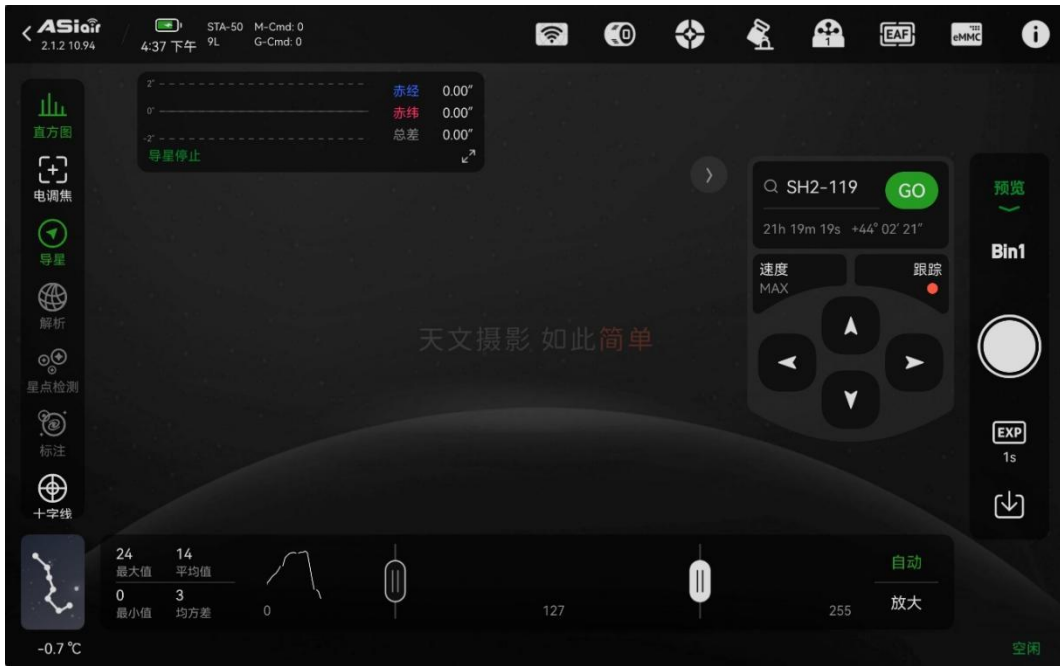 ASiair
2.1.2 10.94
4:37 下午
STA-50 M-Cmd: 0
9L G-Cmd: 0
1
EAF
eMMC
直方图
电调焦
导星
解析
星点检测
标注
十字线
2"
0"
-2"
赤经 0.00"
赤纬 0.00"
总差 0.00"
导星停止
SH2-119
GO
21h 19m 19s +44° 02′ 21″
速度
MAX
跟踪
天文摄影 如此简单
预览
Bin1
EXP
1s
24
最大值
14
平均值
0
最小值
3
均方差
0
127
255
自动
放大
-0.7 ℃
空闲